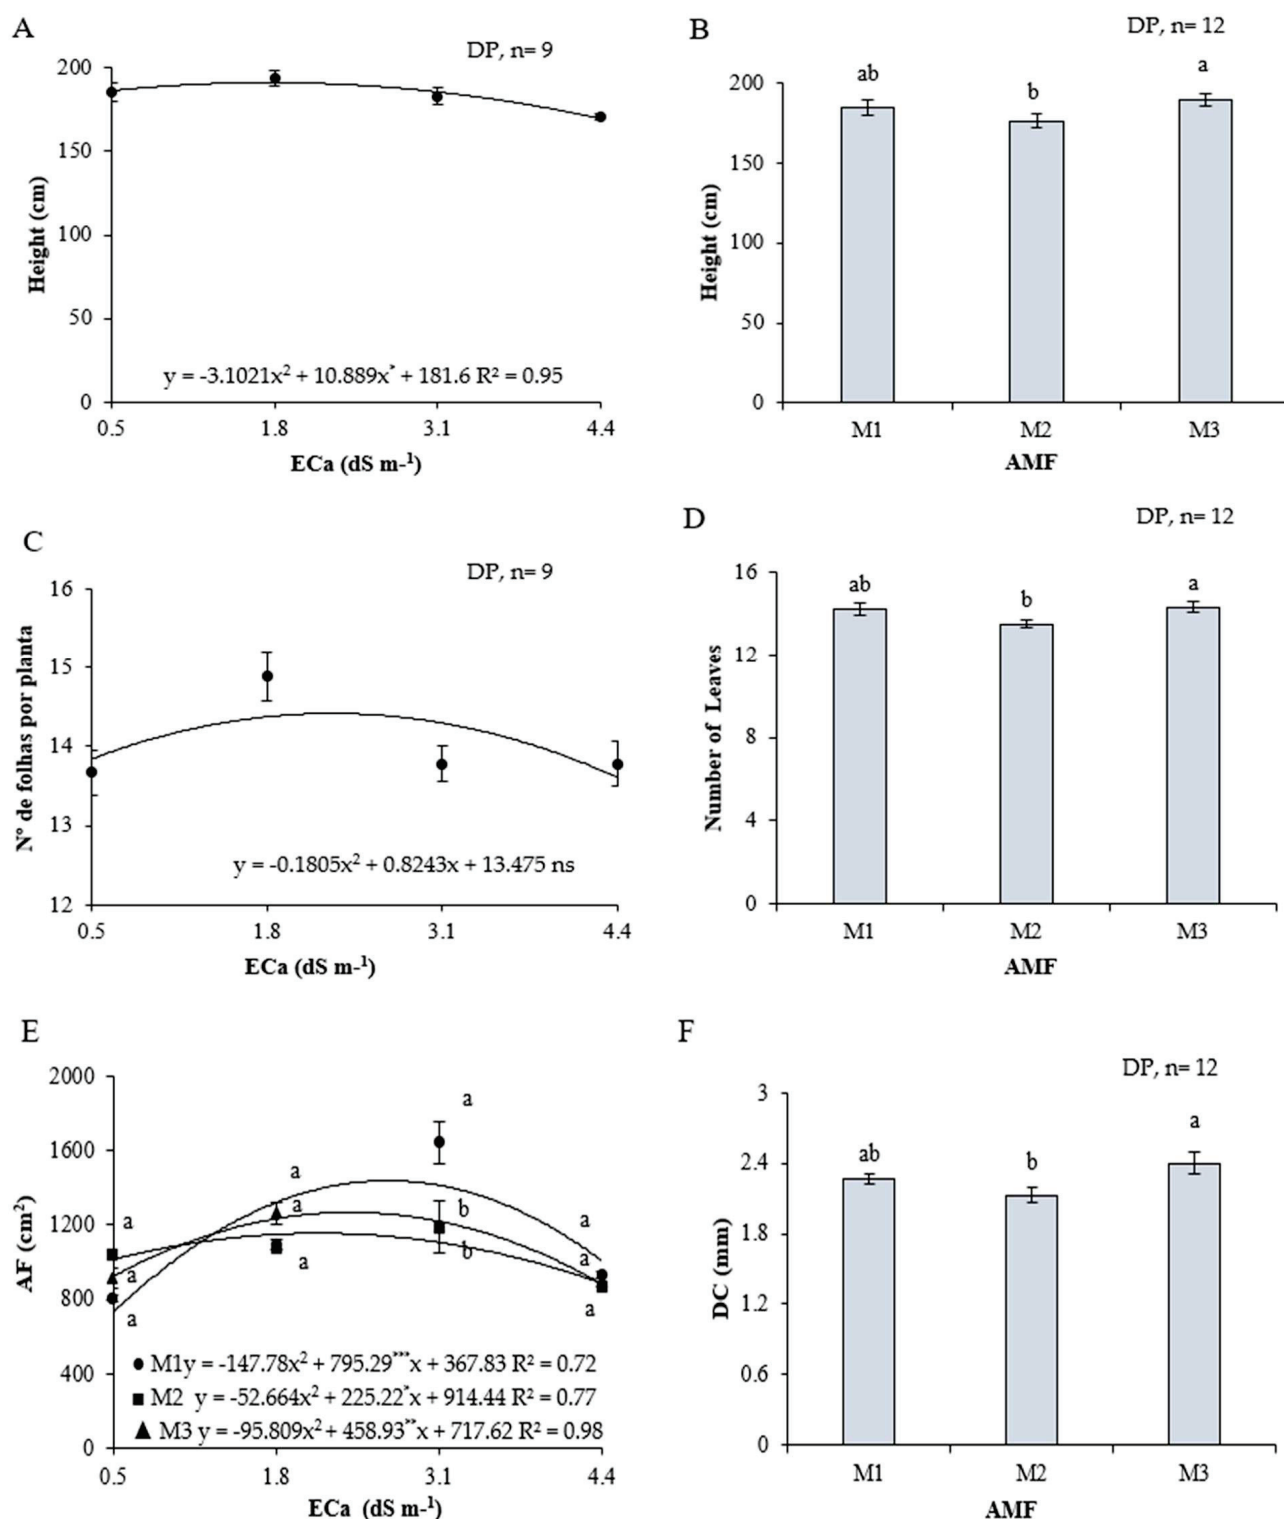 A
DP, n= 9
200
150
100
50
0
Height (cm)
y = -3.1021x² + 10.889x* + 181.6 R² = 0.95
0.5 1.8 3.1 4.4
ECa (dS m-¹)
B
DP, n= 12
200
150
100
50
0
Height (cm)
ab b a
M1 M2 M3
AMF
C
DP, n= 9
16
15
14
13
12
Nº de folhas por planta
y = -0.1805x² + 0.8243x + 13.475 ns
0.5 1.8 3.1 4.4
ECa (dS m-¹)
D
DP, n= 12
16
12
8
4
0
Number of Leaves
ab b a
M1 M2 M3
AMF
E
2000
1600
1200
800
400
0
AF (cm²)
a a a
a a a
a b b
a a a
M1y = -147.78x² + 795.29***x + 367.83 R² = 0.72
M2 y = -52.664x² + 225.22*x + 914.44 R² = 0.77
M3 y = -95.809x² + 458.93**x + 717.62 R² = 0.98
0.5 1.8 3.1 4.4
ECa (dS m-¹)
F
DP, n= 12
3
2.4
1.8
1.2
0.6
0
DC (mm)
ab b a
M1 M2 M3
AMF